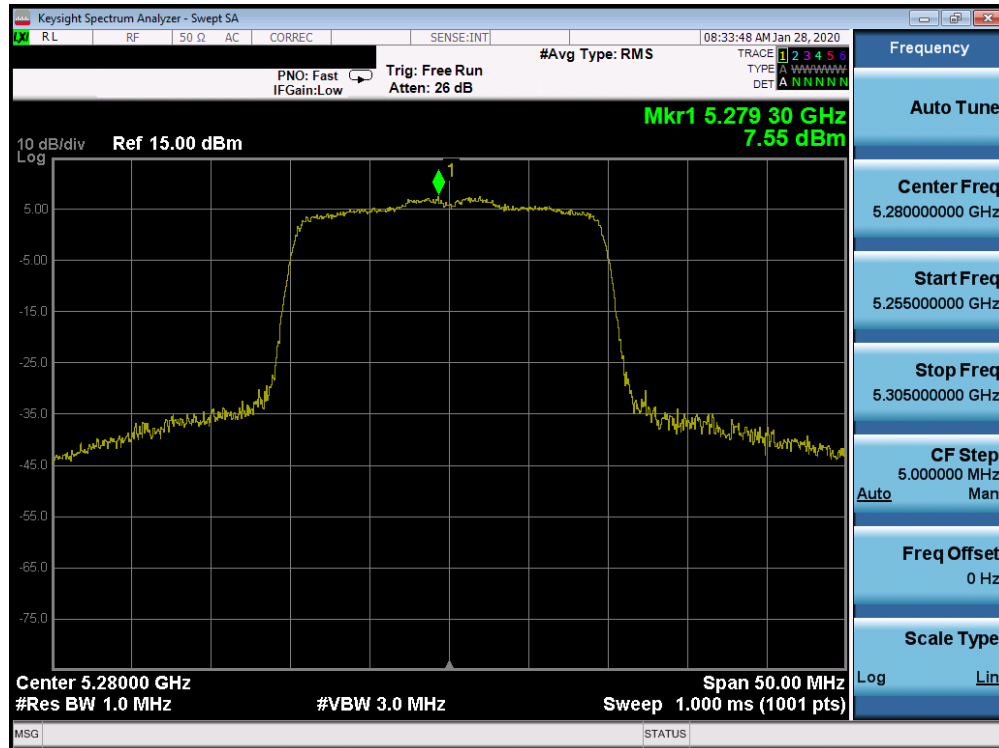 Keysight Spectrum Analyzer - Swept SA
LXI RL RF 50 Ω AC CORREC SENSE:INT 08:33:48 AM Jan 28, 2020
#Avg Type: RMS
TRACE 1 2 3 4 5 6
TYPE A WWWWW
DET A N N N N N
PNO: Fast
IFGain:Low
Trig: Free Run
Atten: 26 dB
Mkr1 5.279 30 GHz
7.55 dBm
10 dB/div Ref 15.00 dBm
Log
1
5.00
-5.00
-15.0
-25.0
-35.0
-45.0
-55.0
-65.0
-75.0
Center 5.28000 GHz Span 50.00 MHz
#Res BW 1.0 MHz #VBW 3.0 MHz Sweep 1.000 ms (1001 pts)
MSG STATUS
Frequency
Auto Tune
Center Freq
5.280000000 GHz
Start Freq
5.255000000 GHz
Stop Freq
5.305000000 GHz
CF Step
5.000000 MHz
Auto Man
Freq Offset
0 Hz
Scale Type
Log Lin